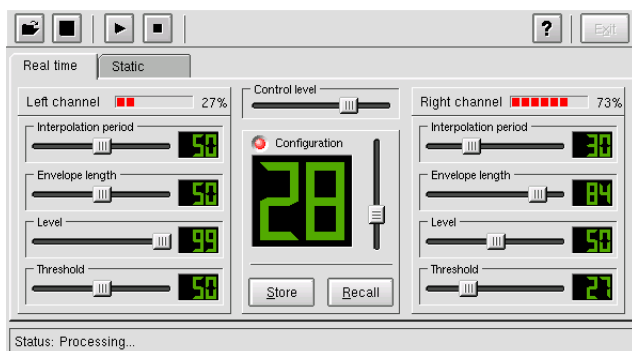 ? Exit
Real time Static
Left channel 27%
Interpolation period 50
Envelope length 50
Level 99
Threshold 50
Control level
Configuration
28
Store Recall
Right channel 73%
Interpolation period 30
Envelope length 84
Level 50
Threshold 27
Status: Processing...